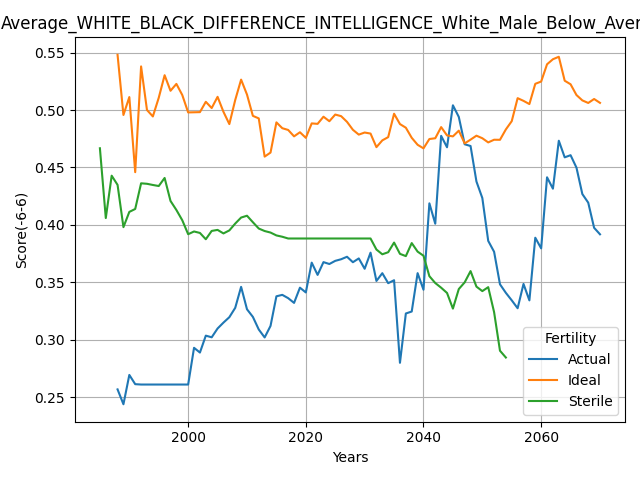 Average_WHITE_BLACK_DIFFERENCE_INTELLIGENCE_White_Male_Below_Aver
0.55
0.50
0.45
0.40
0.35
0.30
0.25
Score(-6-6)
2000
2020
2040
2060
Years
Fertility
Actual
Ideal
Sterile